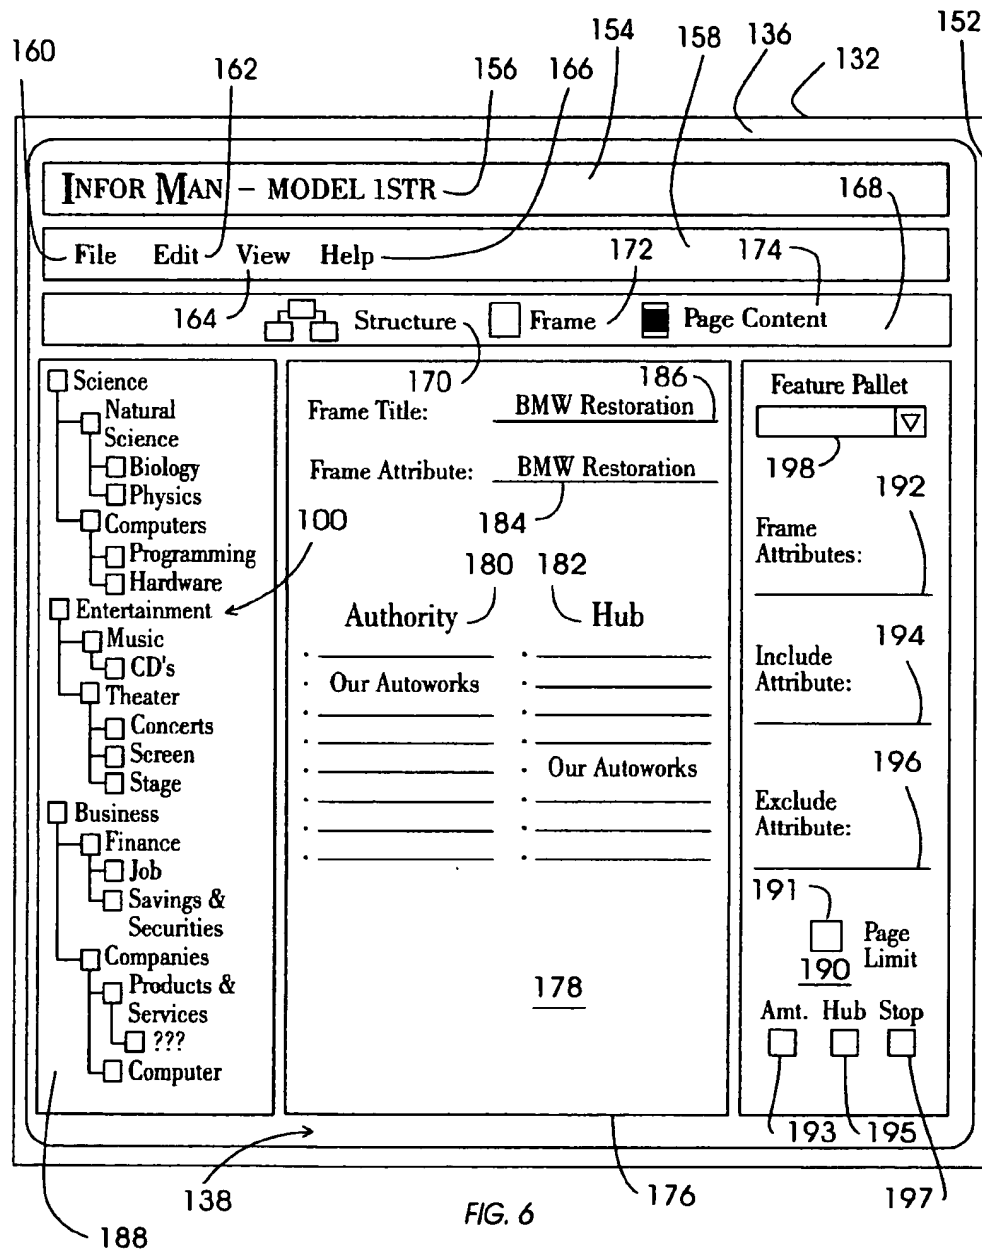 152
154
158
136
132
160
162
156
166
INFOR MAN – MODEL 1STR
168
File Edit View Help
172
174
164
Structure
Frame
Page Content
170
Science
Natural
Science
Biology
Physics
Computers
Programming
Hardware
Entertainment
Music
CD's
Theater
Concerts
Screen
Stage
Business
Finance
Job
Savings &
Securities
Companies
Products &
Services
???
Computer
100
186
Frame Title: BMW Restoration
Frame Attribute: BMW Restoration
184
180 182
Authority Hub
Our Autoworks
Our Autoworks
178
Feature Pallet
198
192
Frame
Attributes:
194
Include
Attribute:
196
Exclude
Attribute:
191
Page
Limit
190
Amt. Hub Stop
193 195
197
138
176
188
FIG. 6